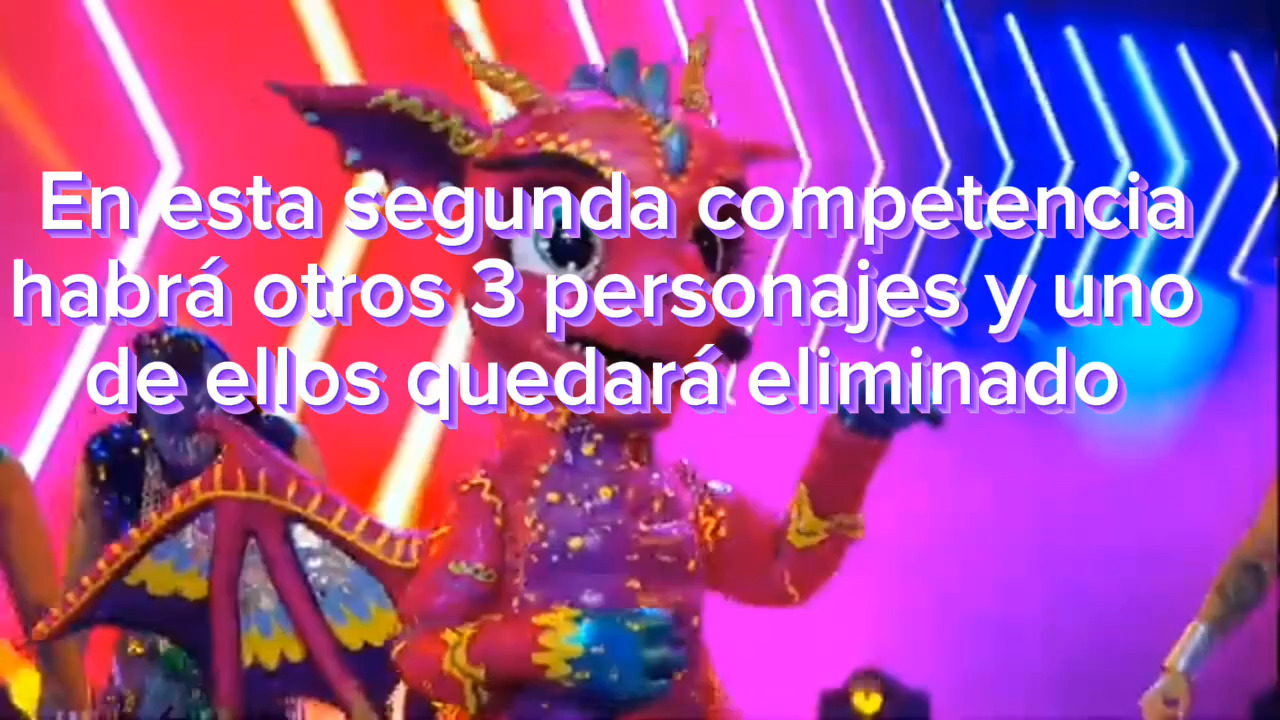 En esta segunda competencia
habrá otros 3 personajes y uno
de ellos quedará eliminado